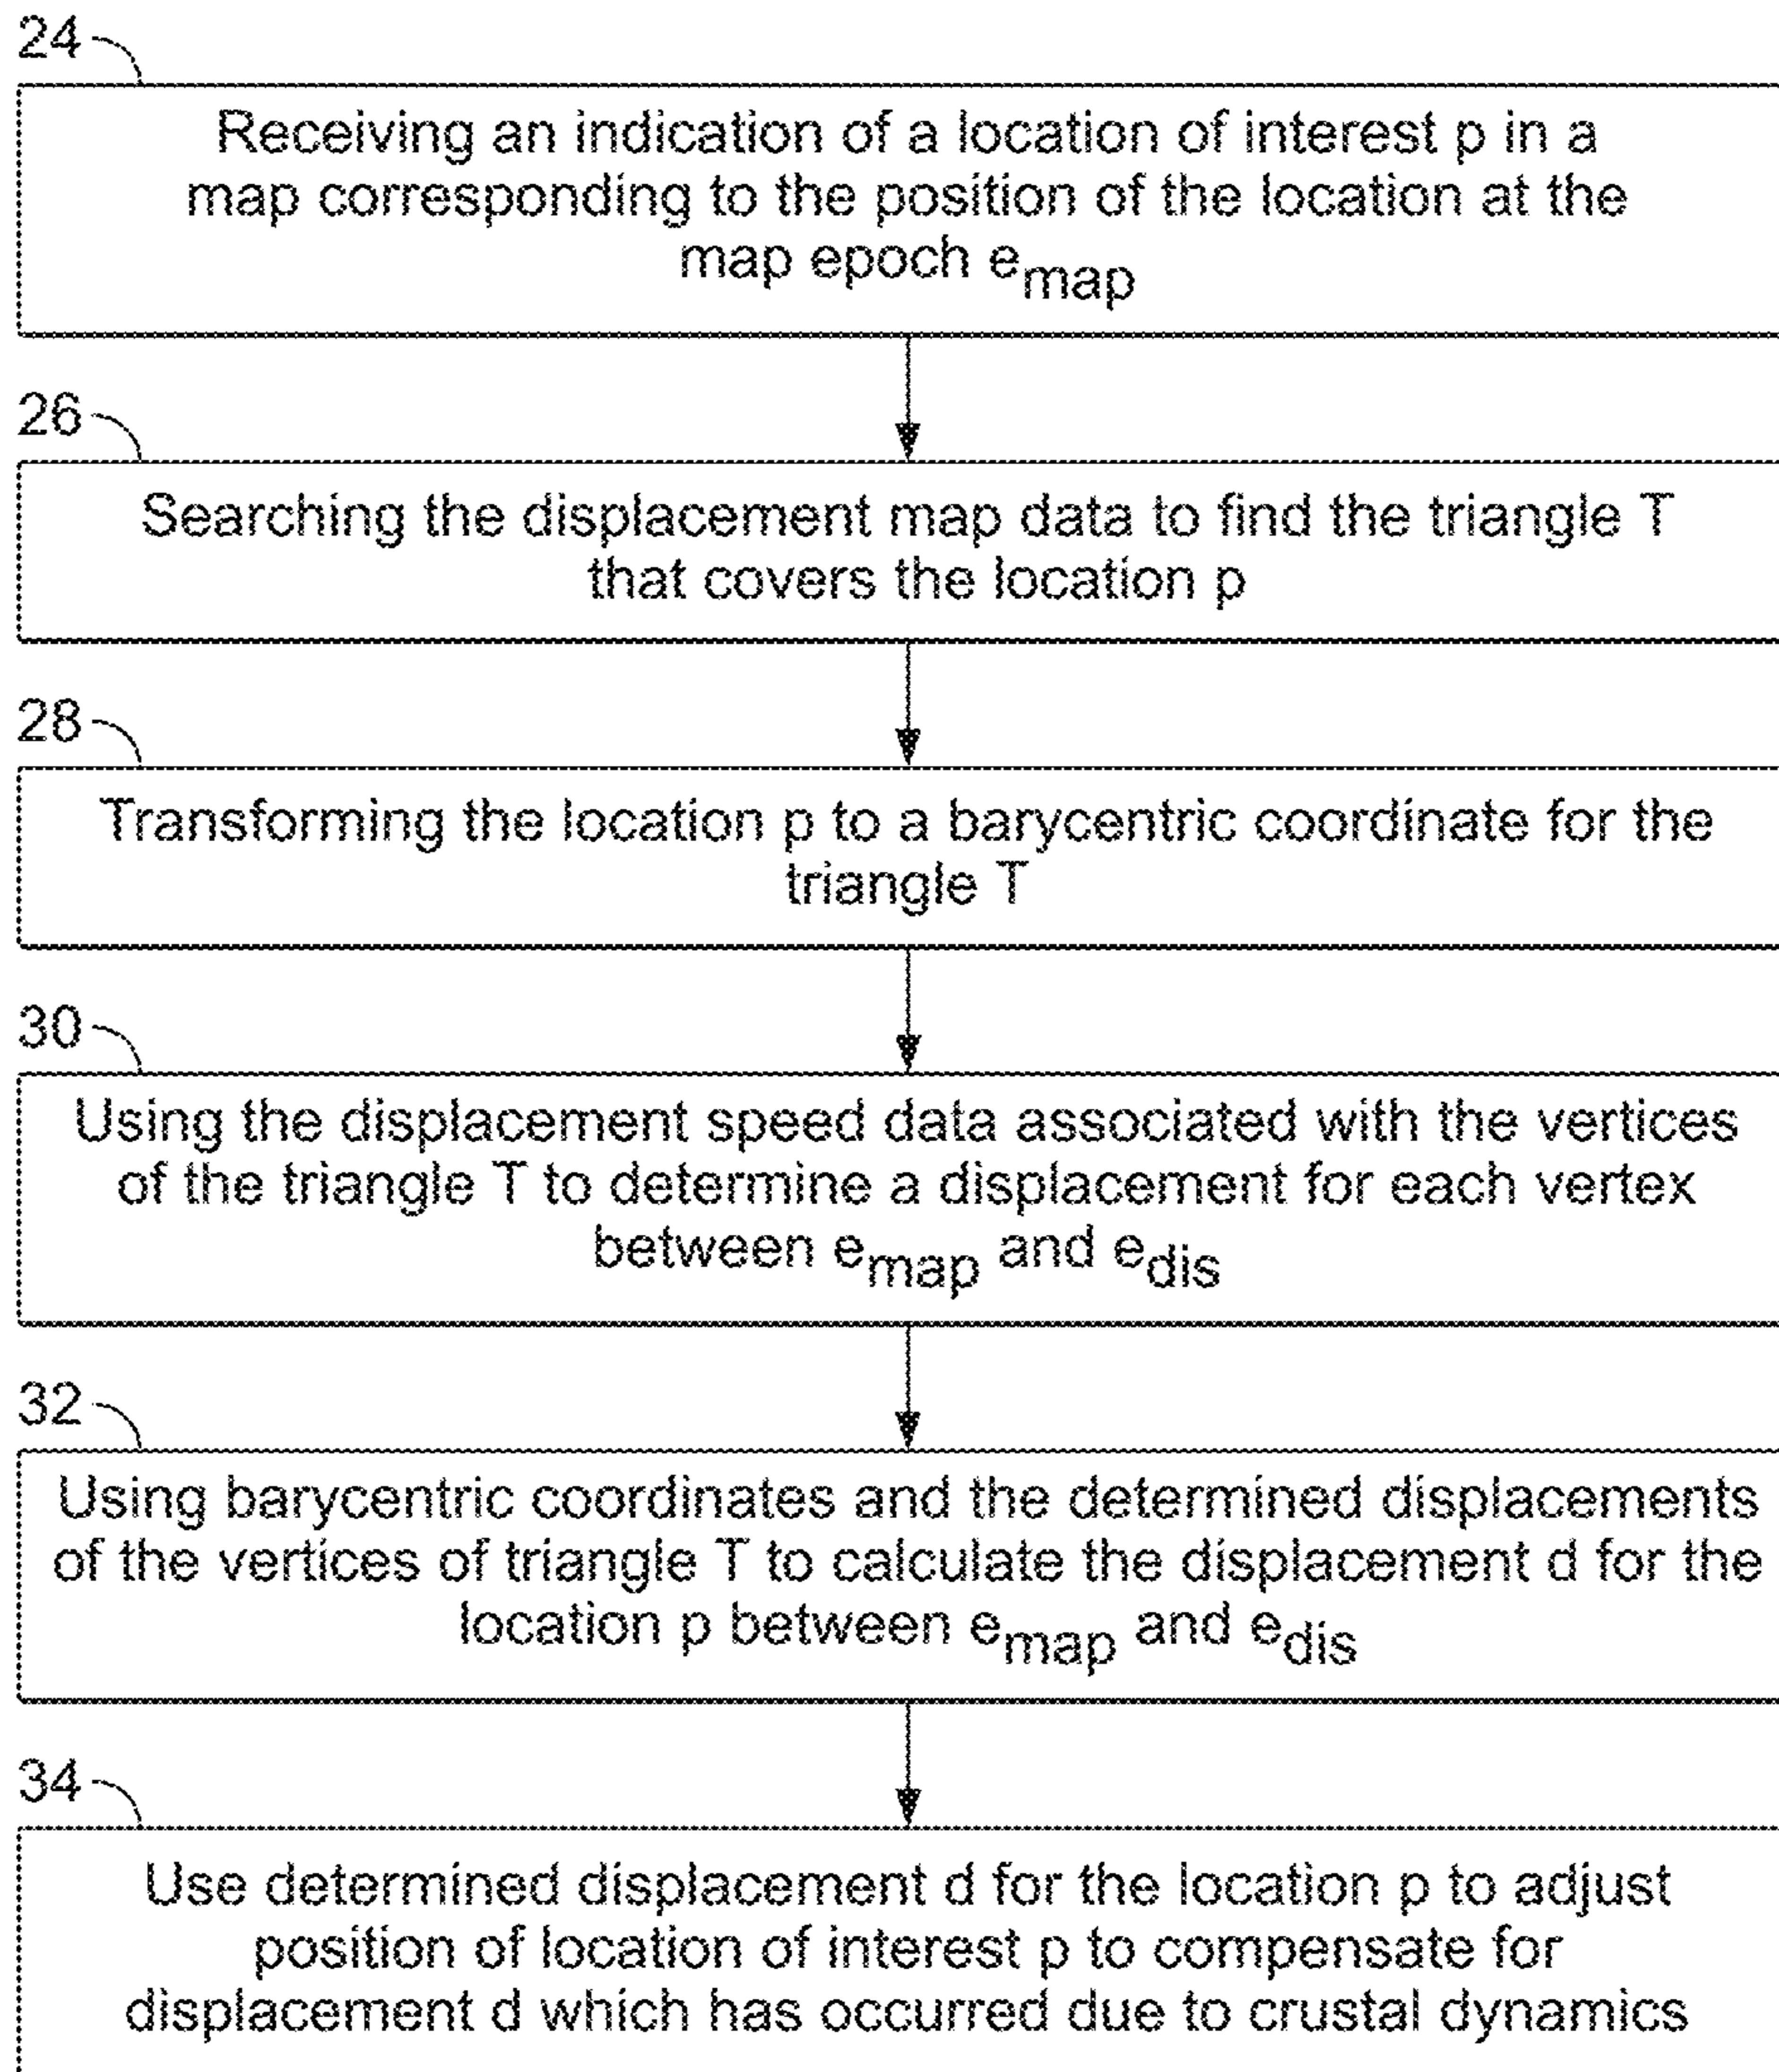 24
Receiving an indication of a location of interest p in a
map corresponding to the position of the location at the
map epoch e_map
26
Searching the displacement map data to find the triangle T
that covers the location p
28
Transforming the location p to a barycentric coordinate for the
triangle T
30
Using the displacement speed data associated with the vertices
of the triangle T to determine a displacement for each vertex
between e_map and e_dis
32
Using barycentric coordinates and the determined displacements
of the vertices of triangle T to calculate the displacement d for the
location p between e_map and e_dis
34
Use determined displacement d for the location p to adjust
position of location of interest p to compensate for
displacement d which has occurred due to crustal dynamics